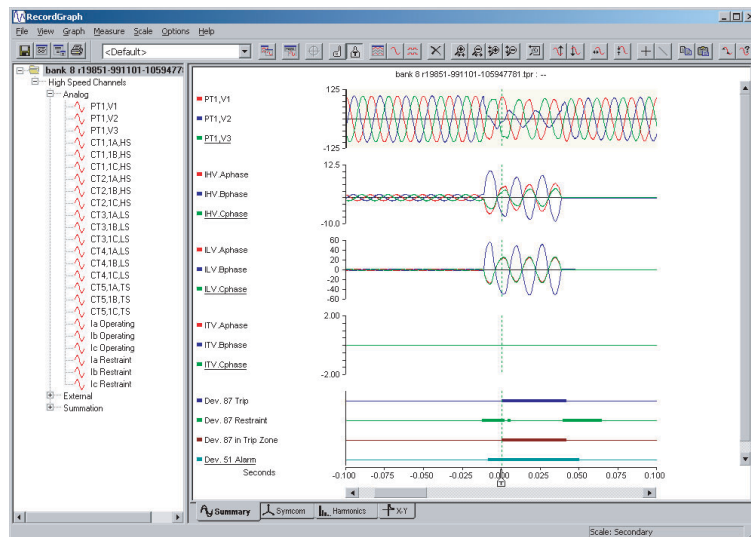 RecordGraph
File View Graph Measure Scale Options Help
<Default>
bank 8 r19851-991101-1059477
High Speed Channels
Analog
PT1,V1
PT1,V2
PT1,V3
CT1,1A,HS
CT1,1B,HS
CT1,1C,HS
CT2,1A,HS
CT2,1B,HS
CT2,1C,HS
CT3,1A,LS
CT3,1B,LS
CT3,1C,LS
CT4,1A,LS
CT4,1B,LS
CT4,1C,LS
CT5,1A,TS
CT5,1B,TS
CT5,1C,TS
Ia Operating
Ib Operating
Ic Operating
Ia Restraint
Ib Restraint
Ic Restraint
External
Summation
bank 8 r19851-991101-105947781.tpr : --
125
PT1,V1
PT1,V2
PT1,V3
-125
12.5
IHV.Aphase
IHV.Bphase
IHV.Cphase
-10.0
60
40
20
0
-20
-40
-60
ILV.Aphase
ILV.Bphase
ILV.Cphase
2.00
ITV.Aphase
ITV.Bphase
ITV.Cphase
-2.00
Dev. 87 Trip
Dev. 87 Restraint
Dev. 87 in Trip Zone
Dev. 51 Alarm
Seconds
-0.100 -0.075 -0.050 -0.025 0.000 0.025 0.050 0.075 0.100
T
Summary Symcom Harmonics X-Y
Scale: Secondary